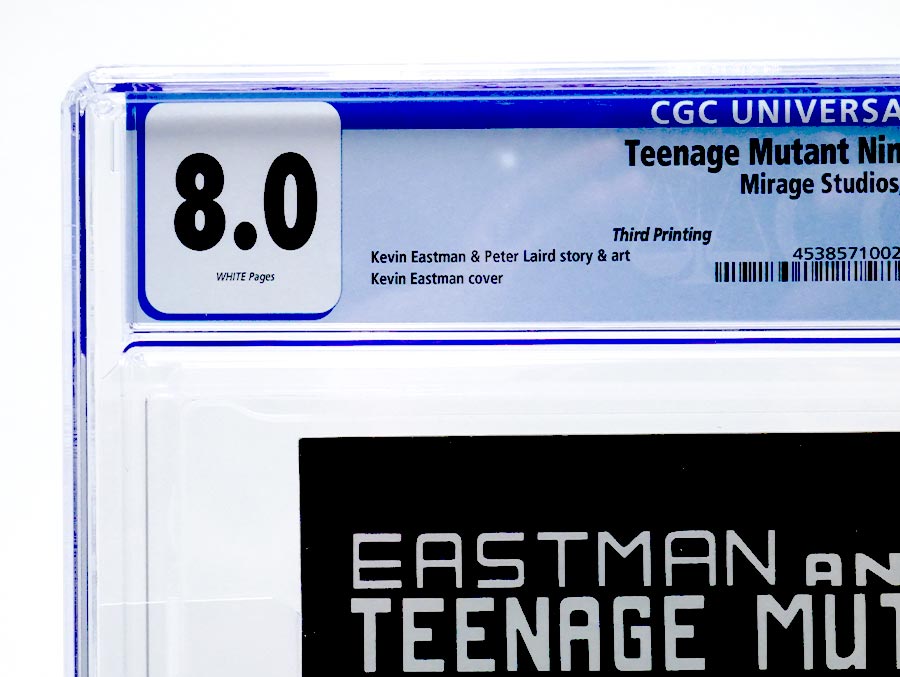 CGC UNIVERSA
8.0
WHITE Pages
Teenage Mutant Nin
Mirage Studios,
Third Printing
Kevin Eastman & Peter Laird story & art
Kevin Eastman cover
4538571002
EASTMAN AN
TEENAGE MUT